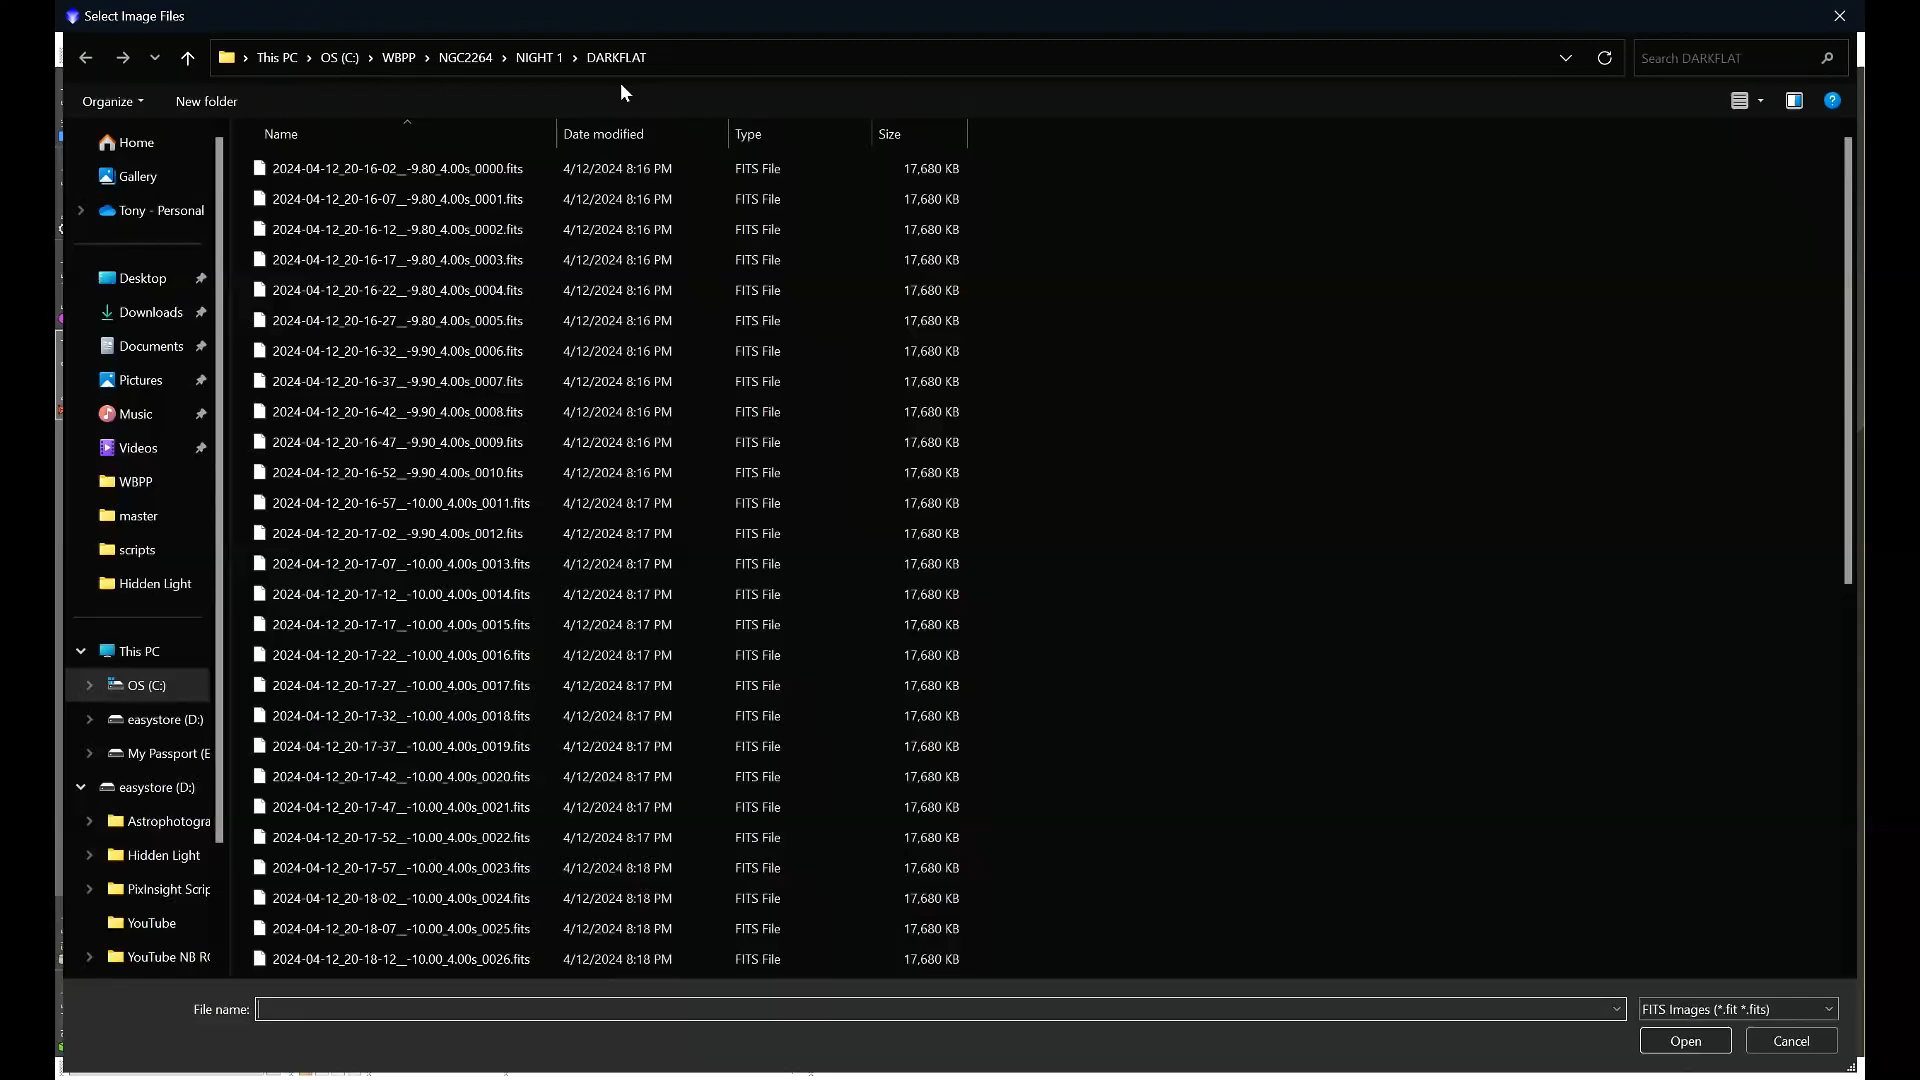 Select Image Files
This PC > OS (C:) > WBPP > NGC2264 > NIGHT 1 > DARKFLAT
Search DARKFLAT
Organize New folder
Name Date modified Type Size
Home
Gallery
Tony - Personal
Desktop
Downloads
Documents
Pictures
Music
Videos
WBPP
master
scripts
Hidden Light
This PC
OS (C:)
easystore (D:)
My Passport (E
easystore (D:)
Astrophotogra
Hidden Light
PixInsight Scrip
YouTube
YouTube NB RG
2024-04-12_20-16-02__-9.80_4.00s_0000.fits 4/12/2024 8:16 PM FITS File 17,680 KB
2024-04-12_20-16-07__-9.80_4.00s_0001.fits 4/12/2024 8:16 PM FITS File 17,680 KB
2024-04-12_20-16-12__-9.80_4.00s_0002.fits 4/12/2024 8:16 PM FITS File 17,680 KB
2024-04-12_20-16-17__-9.80_4.00s_0003.fits 4/12/2024 8:16 PM FITS File 17,680 KB
2024-04-12_20-16-22__-9.80_4.00s_0004.fits 4/12/2024 8:16 PM FITS File 17,680 KB
2024-04-12_20-16-27__-9.80_4.00s_0005.fits 4/12/2024 8:16 PM FITS File 17,680 KB
2024-04-12_20-16-32__-9.90_4.00s_0006.fits 4/12/2024 8:16 PM FITS File 17,680 KB
2024-04-12_20-16-37__-9.90_4.00s_0007.fits 4/12/2024 8:16 PM FITS File 17,680 KB
2024-04-12_20-16-42__-9.90_4.00s_0008.fits 4/12/2024 8:16 PM FITS File 17,680 KB
2024-04-12_20-16-47__-9.90_4.00s_0009.fits 4/12/2024 8:16 PM FITS File 17,680 KB
2024-04-12_20-16-52__-9.90_4.00s_0010.fits 4/12/2024 8:16 PM FITS File 17,680 KB
2024-04-12_20-16-57__-10.00_4.00s_0011.fits 4/12/2024 8:17 PM FITS File 17,680 KB
2024-04-12_20-17-02__-9.90_4.00s_0012.fits 4/12/2024 8:17 PM FITS File 17,680 KB
2024-04-12_20-17-07__-10.00_4.00s_0013.fits 4/12/2024 8:17 PM FITS File 17,680 KB
2024-04-12_20-17-12__-10.00_4.00s_0014.fits 4/12/2024 8:17 PM FITS File 17,680 KB
2024-04-12_20-17-17__-10.00_4.00s_0015.fits 4/12/2024 8:17 PM FITS File 17,680 KB
2024-04-12_20-17-22__-10.00_4.00s_0016.fits 4/12/2024 8:17 PM FITS File 17,680 KB
2024-04-12_20-17-27__-10.00_4.00s_0017.fits 4/12/2024 8:17 PM FITS File 17,680 KB
2024-04-12_20-17-32__-10.00_4.00s_0018.fits 4/12/2024 8:17 PM FITS File 17,680 KB
2024-04-12_20-17-37__-10.00_4.00s_0019.fits 4/12/2024 8:17 PM FITS File 17,680 KB
2024-04-12_20-17-42__-10.00_4.00s_0020.fits 4/12/2024 8:17 PM FITS File 17,680 KB
2024-04-12_20-17-47__-10.00_4.00s_0021.fits 4/12/2024 8:17 PM FITS File 17,680 KB
2024-04-12_20-17-52__-10.00_4.00s_0022.fits 4/12/2024 8:17 PM FITS File 17,680 KB
2024-04-12_20-17-57__-10.00_4.00s_0023.fits 4/12/2024 8:18 PM FITS File 17,680 KB
2024-04-12_20-18-02__-10.00_4.00s_0024.fits 4/12/2024 8:18 PM FITS File 17,680 KB
2024-04-12_20-18-07__-10.00_4.00s_0025.fits 4/12/2024 8:18 PM FITS File 17,680 KB
2024-04-12_20-18-12__-10.00_4.00s_0026.fits 4/12/2024 8:18 PM FITS File 17,680 KB
File name: FITS Images (*.fit *.fits)
Open Cancel